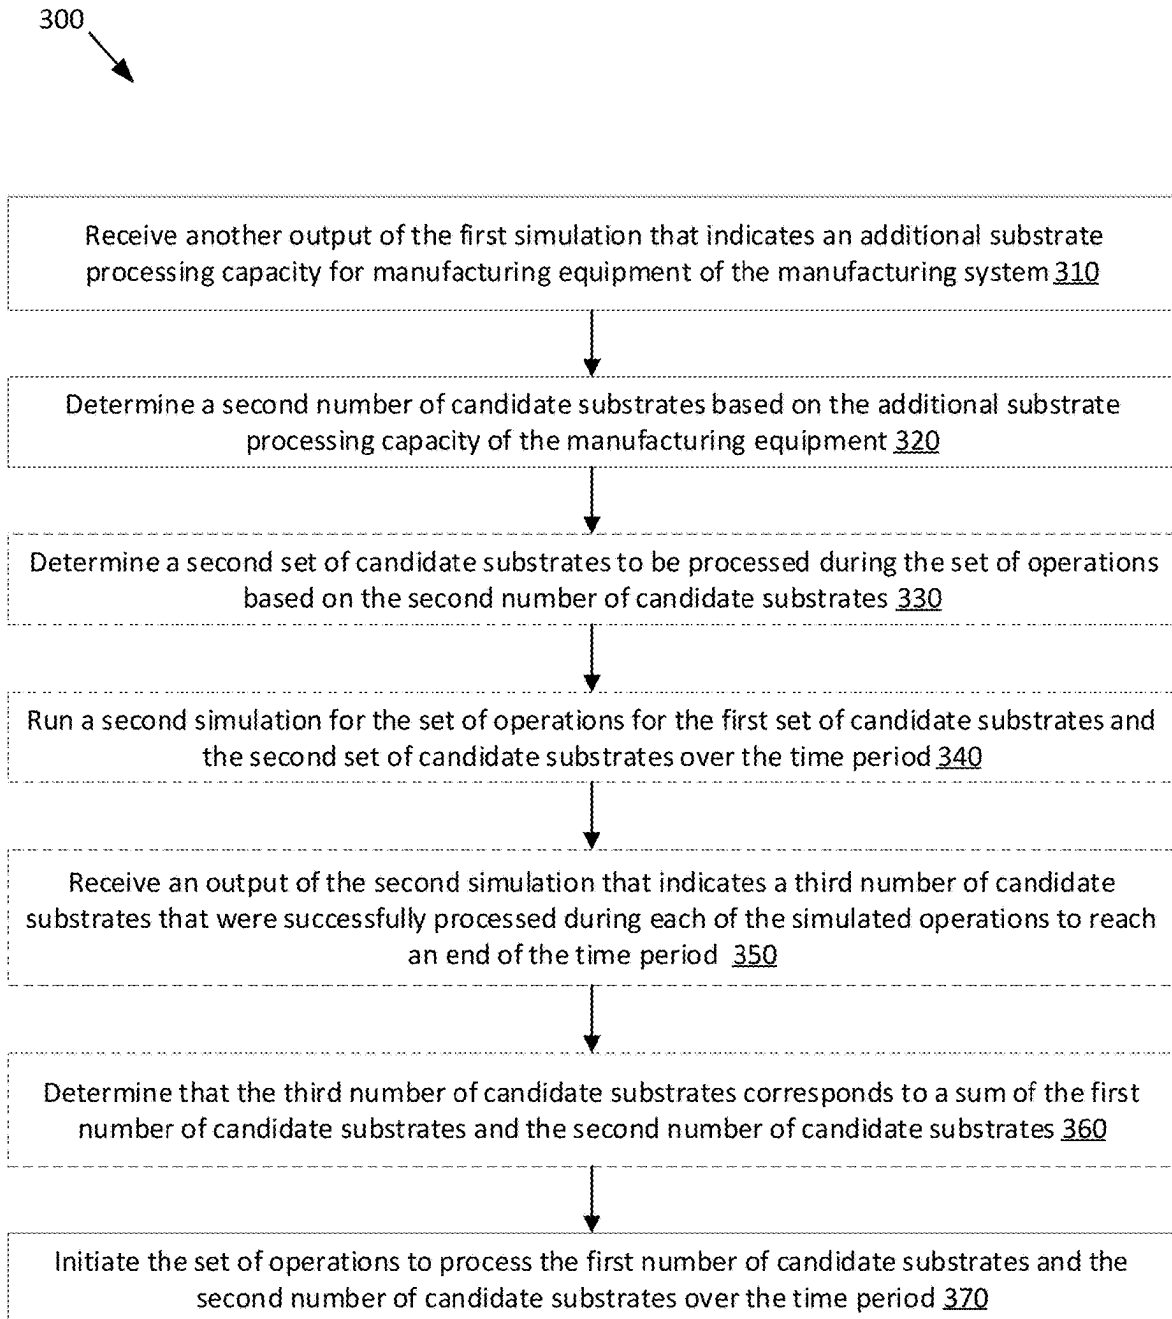 300
Receive another output of the first simulation that indicates an additional substrate
processing capacity for manufacturing equipment of the manufacturing system 310
Determine a second number of candidate substrates based on the additional substrate
processing capacity of the manufacturing equipment 320
Determine a second set of candidate substrates to be processed during the set of operations
based on the second number of candidate substrates 330
Run a second simulation for the set of operations for the first set of candidate substrates and
the second set of candidate substrates over the time period 340
Receive an output of the second simulation that indicates a third number of candidate
substrates that were successfully processed during each of the simulated operations to reach
an end of the time period 350
Determine that the third number of candidate substrates corresponds to a sum of the first
number of candidate substrates and the second number of candidate substrates 360
Initiate the set of operations to process the first number of candidate substrates and the
second number of candidate substrates over the time period 370